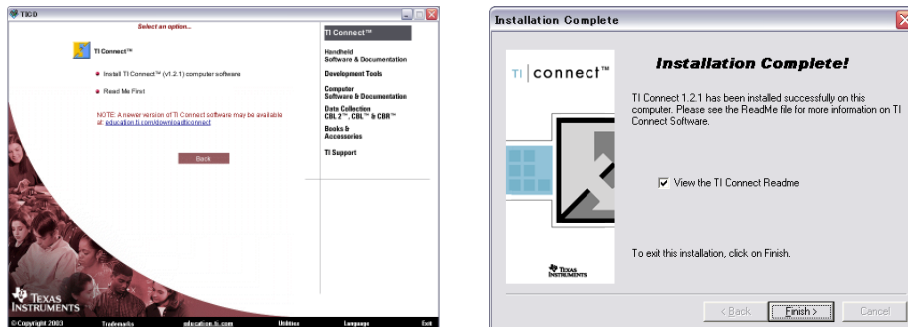 TICD
Select an option...
TI Connect™
Install TI Connect™ (v1.2.1) computer software
Read Me First
NOTE: A newer version of TI Connect software may be available
at: education.ti.com/downloadticonnect
Back
TI Connect™
Handheld
Software & Documentation
Development Tools
Computer
Software & Documentation
Data Collection
CBL 2™, CBL™ & CBR™
Books &
Accessories
TI Support
TEXAS
INSTRUMENTS
© Copyright 2003 Trademarks education.ti.com Utilities Language Exit
Installation Complete
TI connect™
TEXAS
INSTRUMENTS
Installation Complete!
TI Connect 1.2.1 has been installed successfully on this
computer. Please see the ReadMe file for more information on TI
Connect Software.
View the TI Connect Readme
To exit this installation, click on Finish.
< Back Finish > Cancel